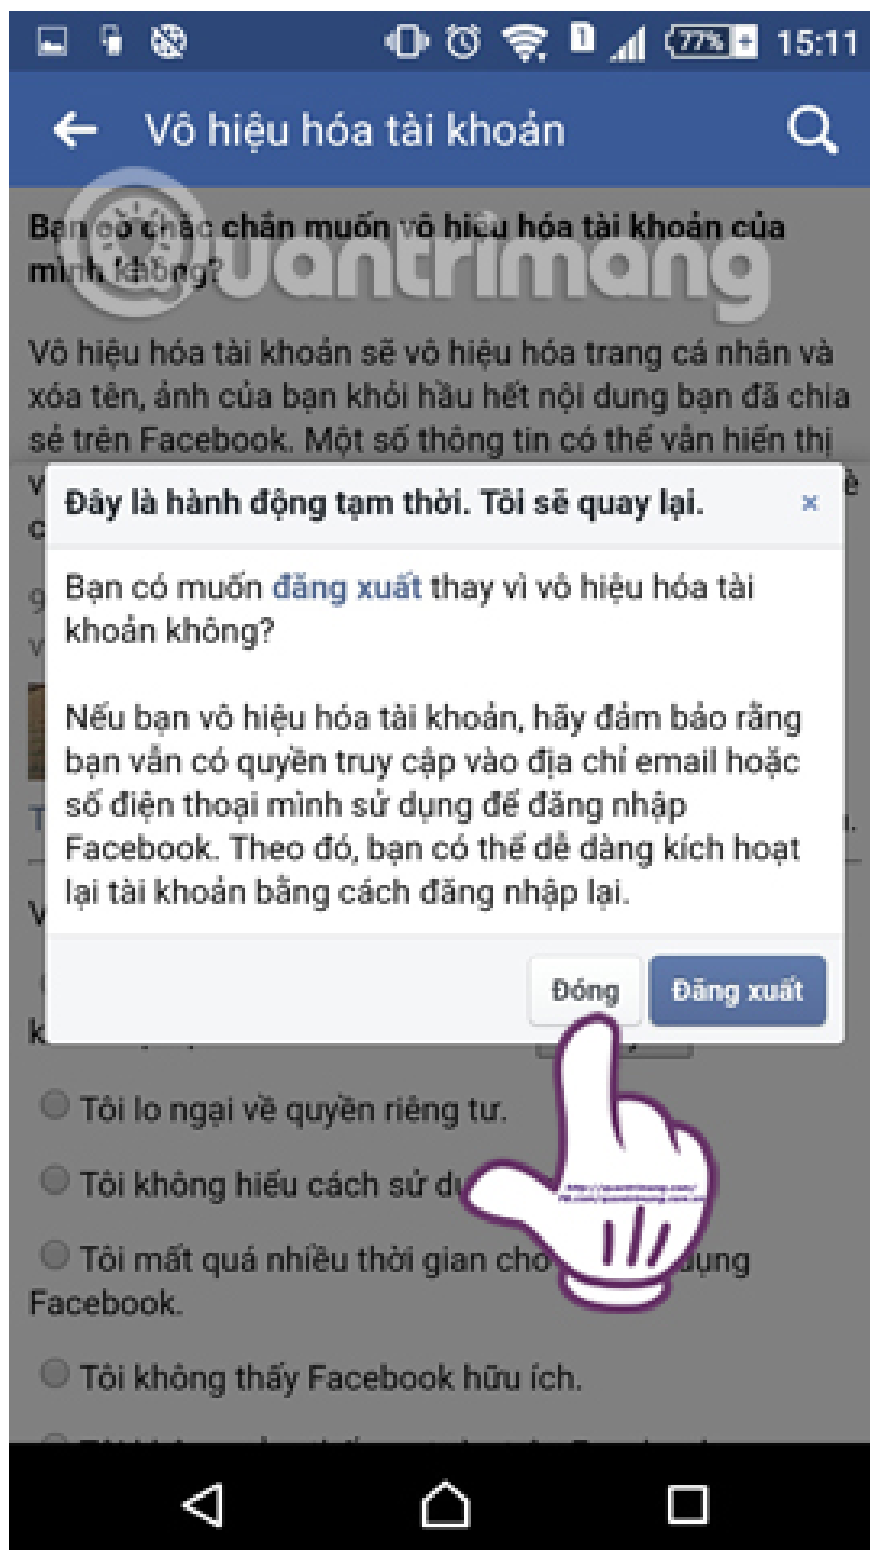 1 77% 15:11
Vô hiệu hóa tài khoản
Bạn có chắc chắn muốn vô hiệu hóa tài khoản của
mình không?
Quantrimang
Vô hiệu hóa tài khoản sẽ vô hiệu hóa trang cá nhân và
xóa tên, ảnh của bạn khỏi hầu hết nội dung bạn đã chia
sẻ trên Facebook. Một số thông tin có thể vẫn hiển thị
Đây là hành động tạm thời. Tôi sẽ quay lại.
Bạn có muốn đăng xuất thay vì vô hiệu hóa tài
khoản không?
Nếu bạn vô hiệu hóa tài khoản, hãy đảm bảo rằng
bạn vẫn có quyền truy cập vào địa chỉ email hoặc
số điện thoại mình sử dụng để đăng nhập
Facebook. Theo đó, bạn có thể dễ dàng kích hoạt
lại tài khoản bằng cách đăng nhập lại.
Đóng Đăng xuất
Tôi lo ngại về quyền riêng tư.
Tôi không hiểu cách sử
Tôi mất quá nhiều thời gian cho
Facebook.
Tôi không thấy Facebook hữu ích.